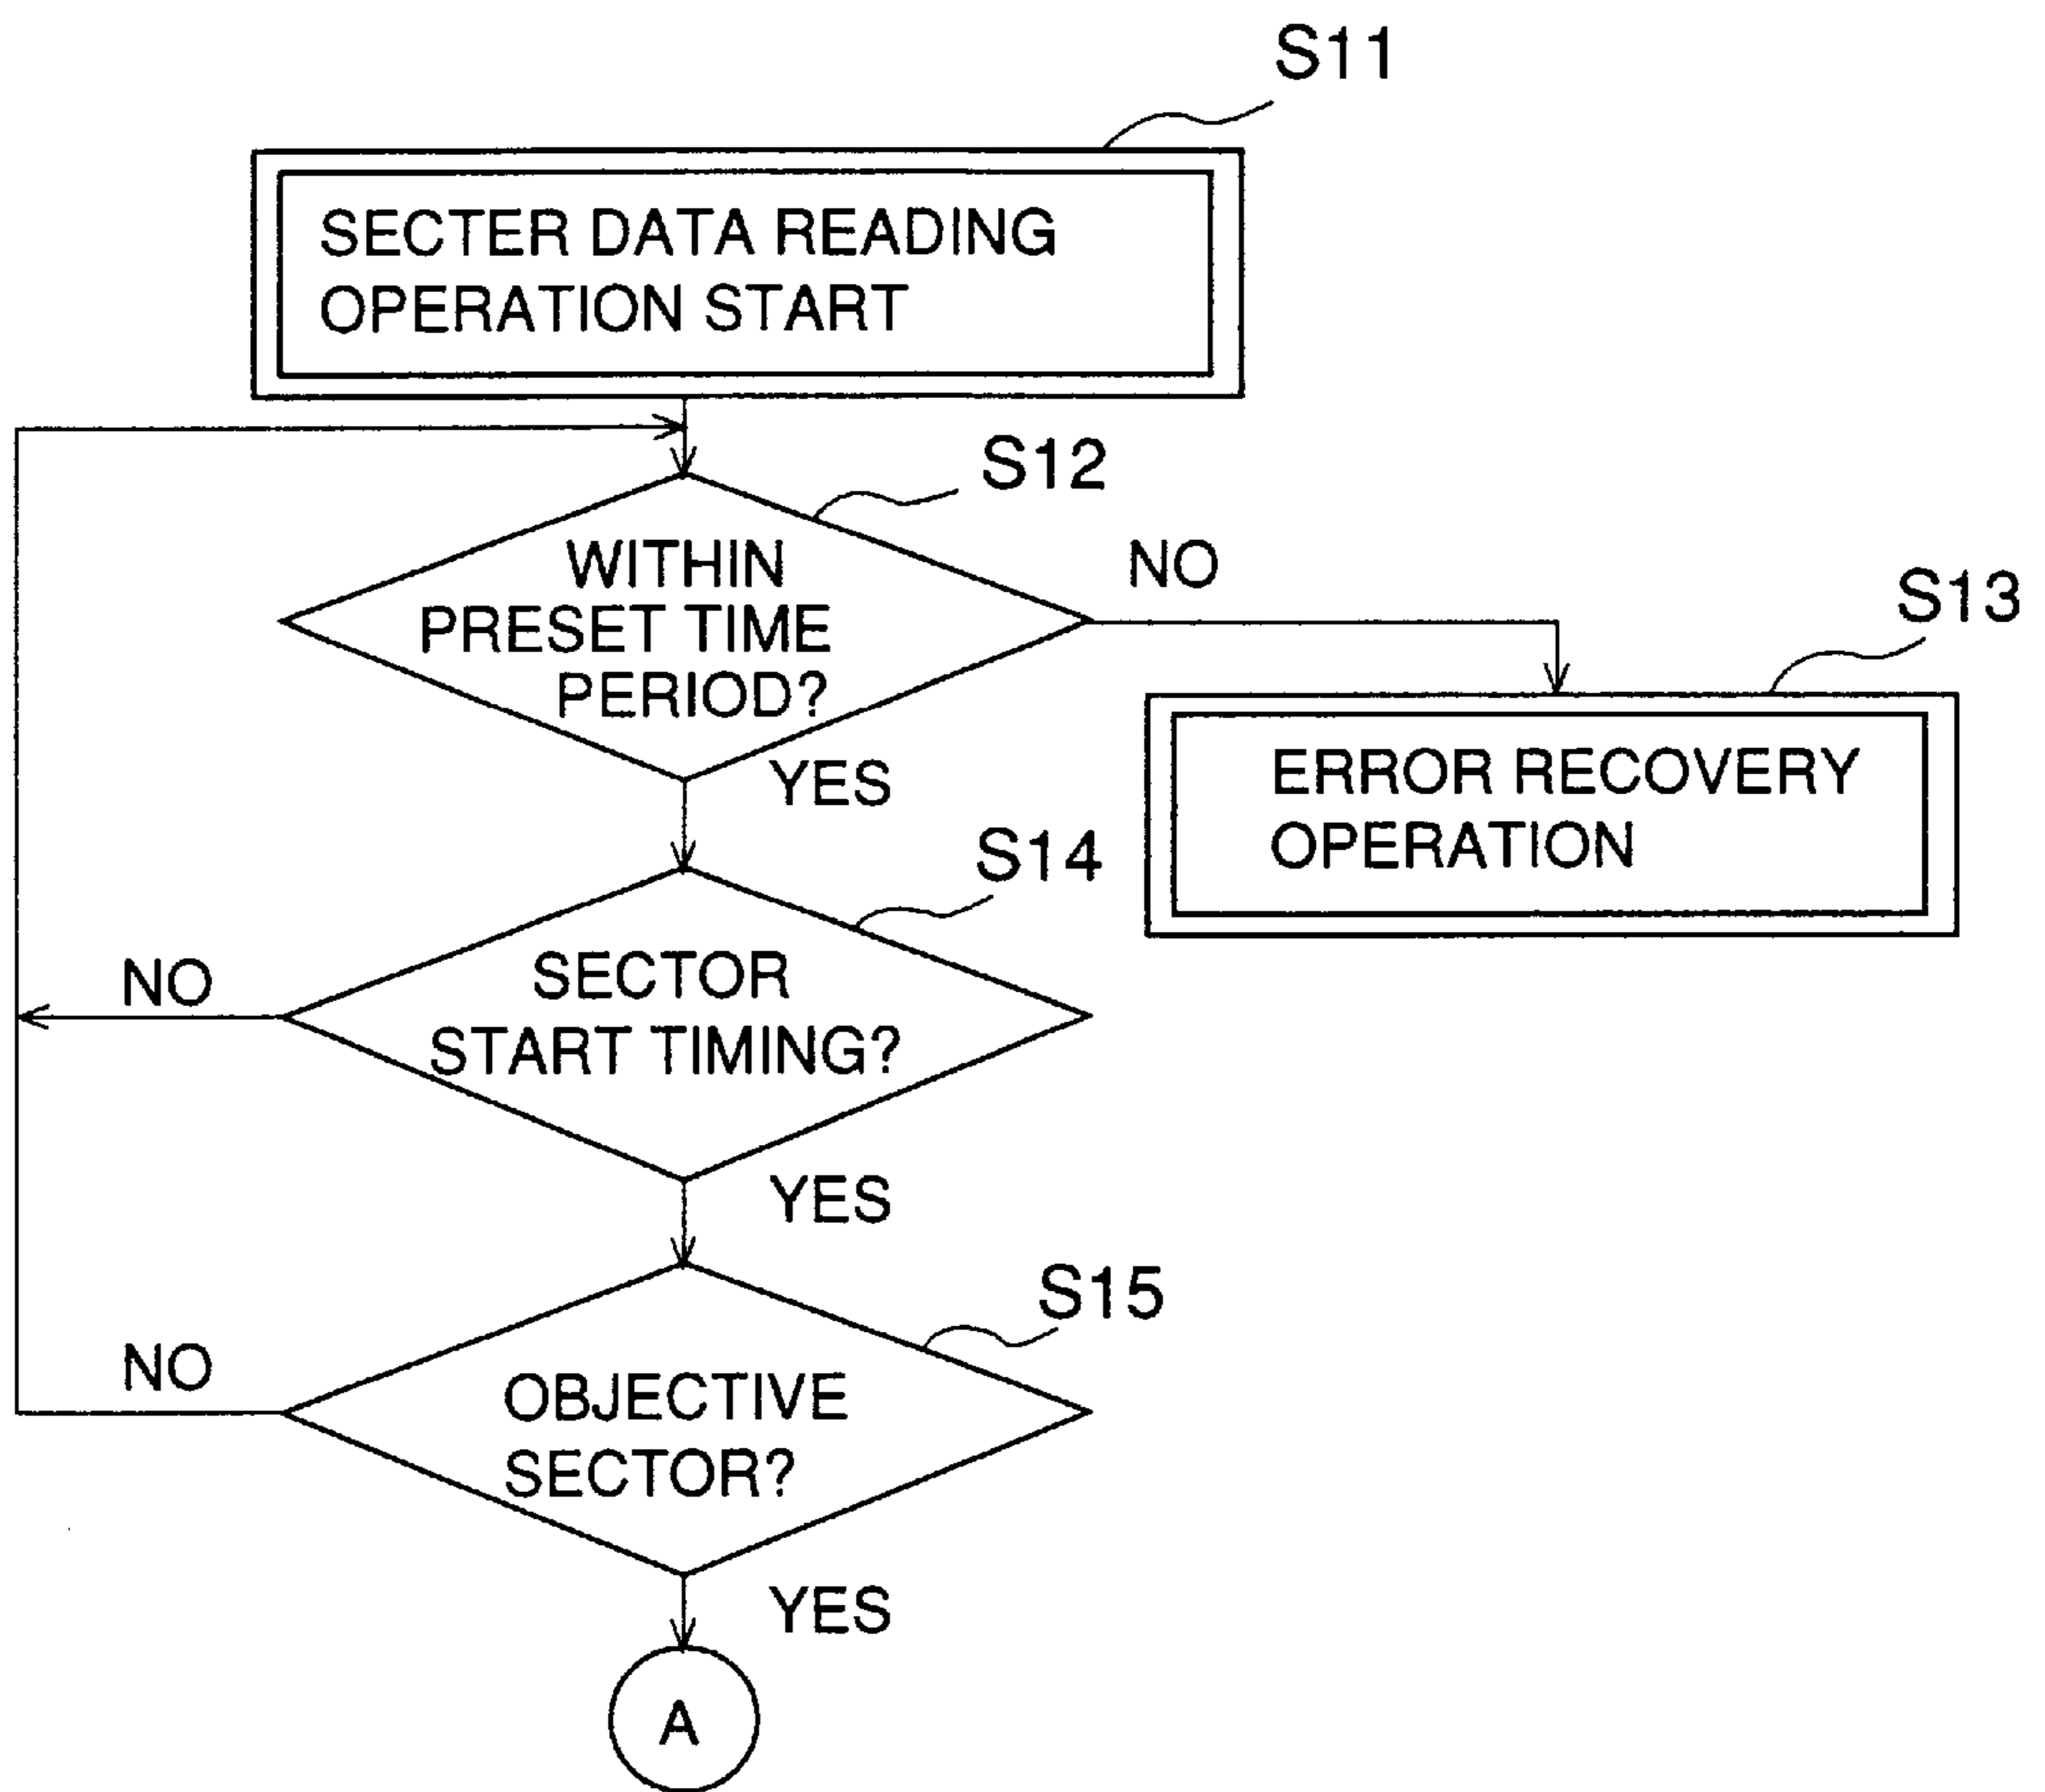 S11
SECTER DATA READING
OPERATION START
S12
WITHIN
PRESET TIME
PERIOD?
NO
S13
ERROR RECOVERY
OPERATION
YES
S14
SECTOR
START TIMING?
NO
YES
S15
OBJECTIVE
SECTOR?
NO
YES
A